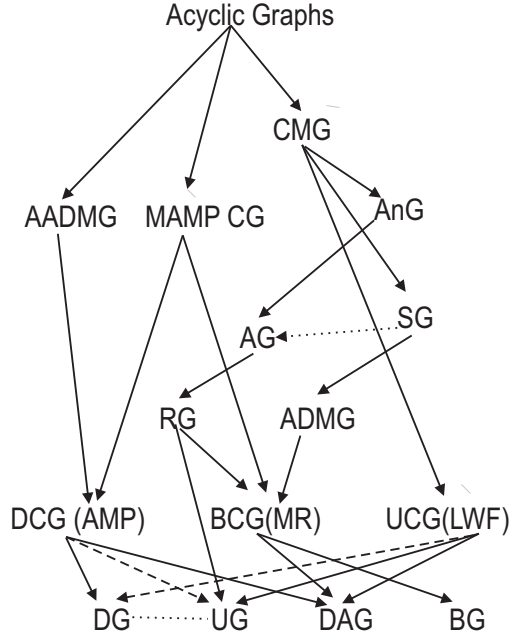 Acyclic Graphs
CMG
AADMG MAMP CG AnG
AG SG
RG ADMG
DCG (AMP) BCG(MR) UCG(LWF)
DG UG DAG BG